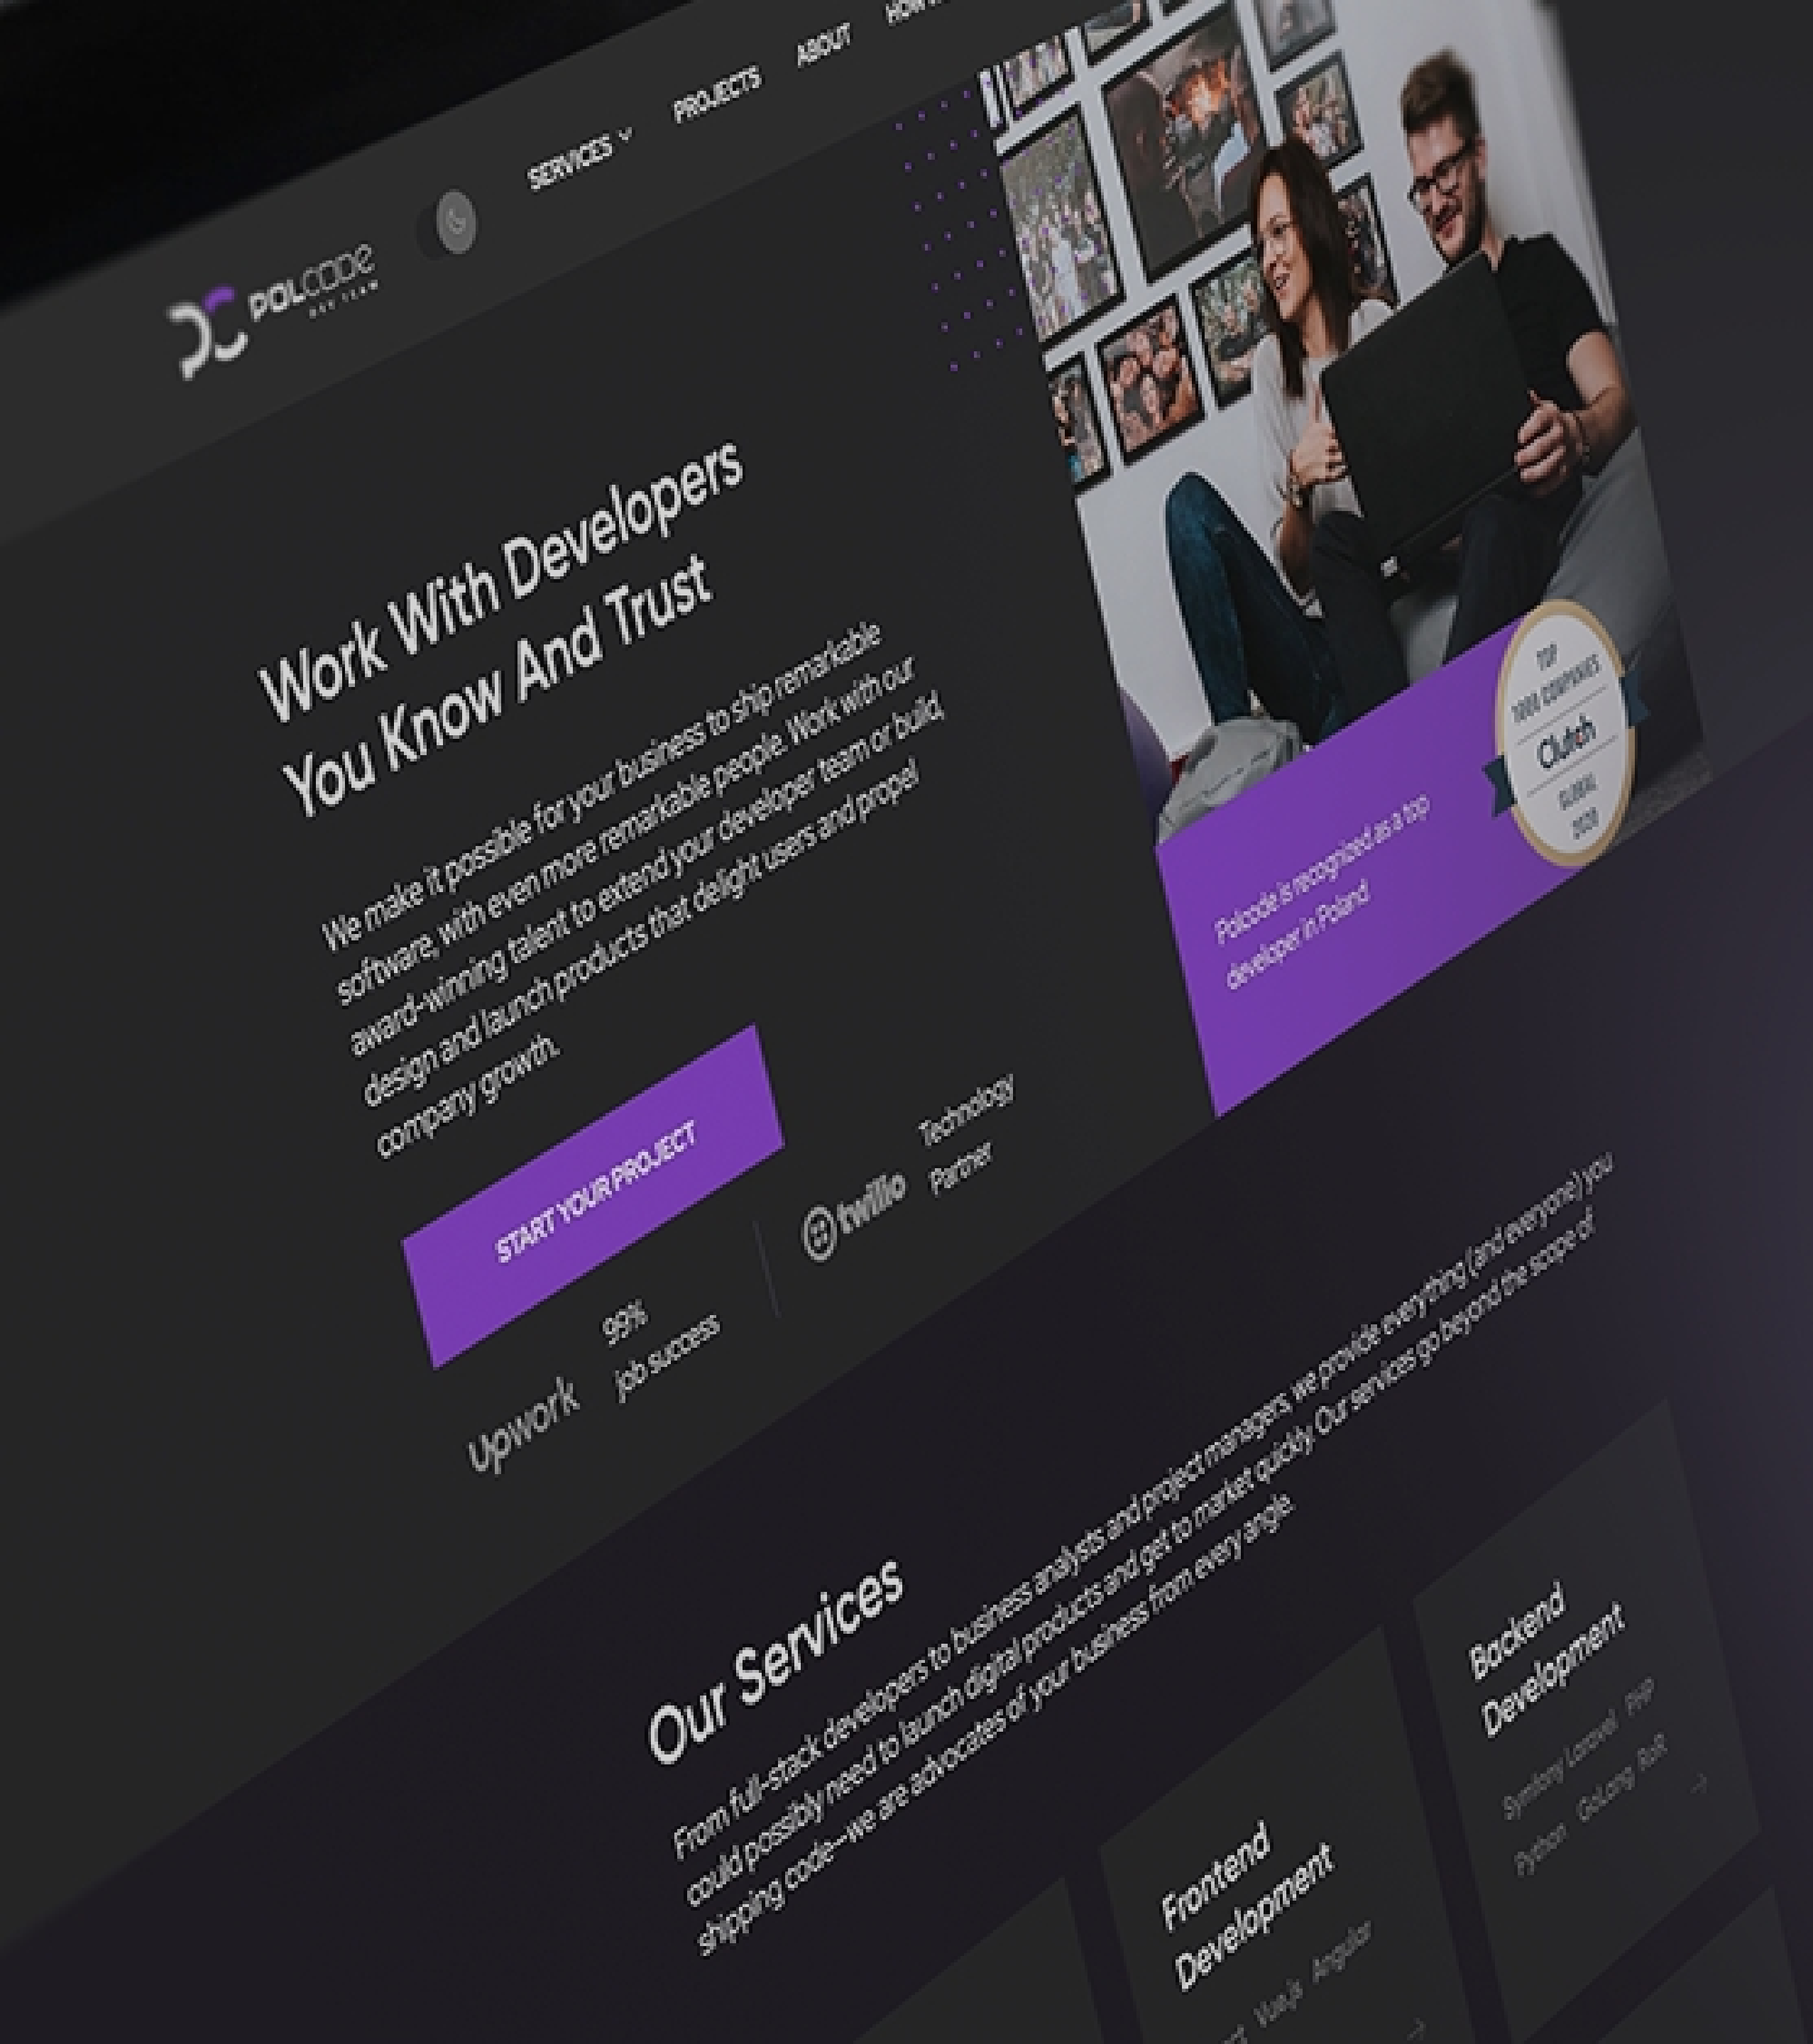 PALCODE
DEV TEAM
SERVICES
PROJECTS
ABOUT
Work With Developers
You Know And Trust
We make it possible for your business to ship remarkable
software, with even more remarkable people. Work with our
award-winning talent to extend your developer team or build,
design and launch products that delight users and propel
company growth.
START YOUR PROJECT
Upwork
99%
job success
twilio
Technology
Partner
TOP
1000 COMPANIES
Clutch
GLOBAL
2020
Palcode is recognized as a top
developer in Poland
Our Services
From full-stack developers to business analysts and project managers, we provide everything (and everyone) you
could possibly need to launch digital products and get to market quickly. Our services go beyond the scope of
shipping code—we are advocates of your business from every angle.
Frontend
Development
Vue.js Angular
Backend
Development
Symfony Laravel PHP
Python GoLang RoR